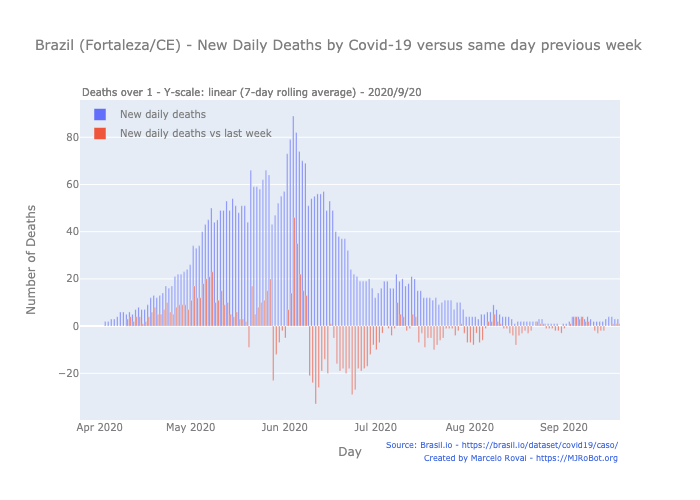 Brazil (Fortaleza/CE) - New Daily Deaths by Covid-19 versus same day previous week
Deaths over 1 - Y-scale: linear (7-day rolling average) - 2020/9/20
New daily deaths
New daily deaths vs last week
Number of Deaths
80
60
40
20
0
−20
Apr 2020 May 2020 Jun 2020 Jul 2020 Aug 2020 Sep 2020
Day
Source: Brasil.io - https://brasil.io/dataset/covid19/caso/
Created by Marcelo Rovai - https://MJRoBot.org